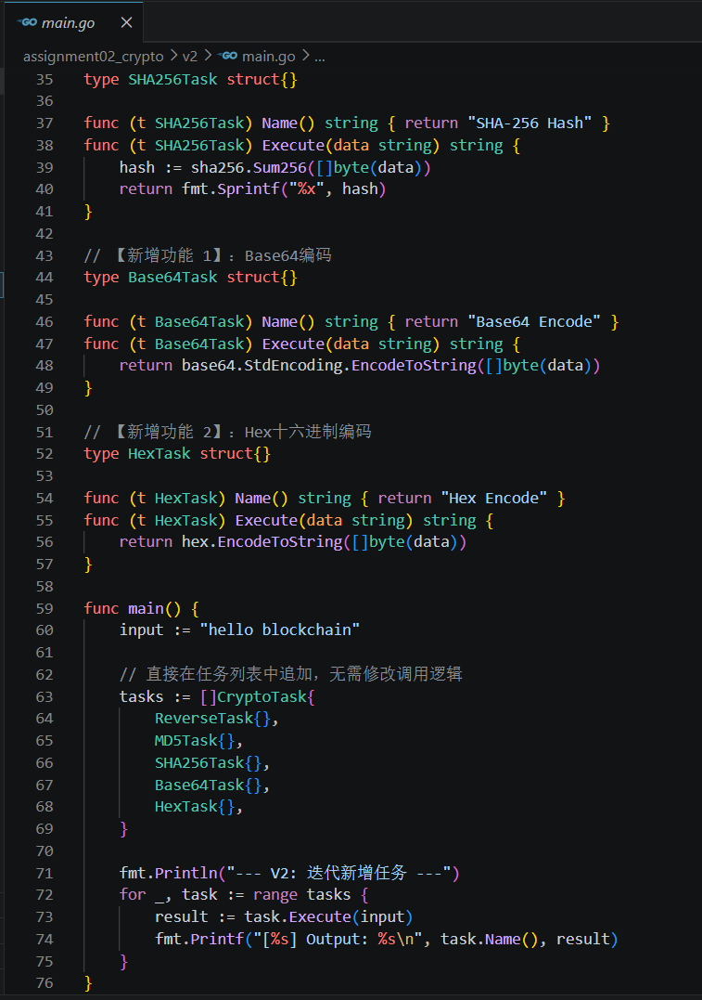 main.go
assignment02_crypto > v2 > main.go > ...
35 type SHA256Task struct{}
36
37 func (t SHA256Task) Name() string { return "SHA-256 Hash" }
38 func (t SHA256Task) Execute(data string) string {
39     hash := sha256.Sum256([]byte(data))
40     return fmt.Sprintf("%x", hash)
41 }
42
43 // 【新增功能 1】：Base64编码
44 type Base64Task struct{}
45
46 func (t Base64Task) Name() string { return "Base64 Encode" }
47 func (t Base64Task) Execute(data string) string {
48     return base64.StdEncoding.EncodeToString([]byte(data))
49 }
50
51 // 【新增功能 2】：Hex十六进制编码
52 type HexTask struct{}
53
54 func (t HexTask) Name() string { return "Hex Encode" }
55 func (t HexTask) Execute(data string) string {
56     return hex.EncodeToString([]byte(data))
57 }
58
59 func main() {
60     input := "hello blockchain"
61
62     // 直接在任务列表中追加，无需修改调用逻辑
63     tasks := []CryptoTask{
64         ReverseTask{},
65         MD5Task{},
66         SHA256Task{},
67         Base64Task{},
68         HexTask{},
69     }
70
71     fmt.Println("--- V2: 迭代新增任务 ---")
72     for _, task := range tasks {
73         result := task.Execute(input)
74         fmt.Printf("[%s] Output: %s\n", task.Name(), result)
75     }
76 }